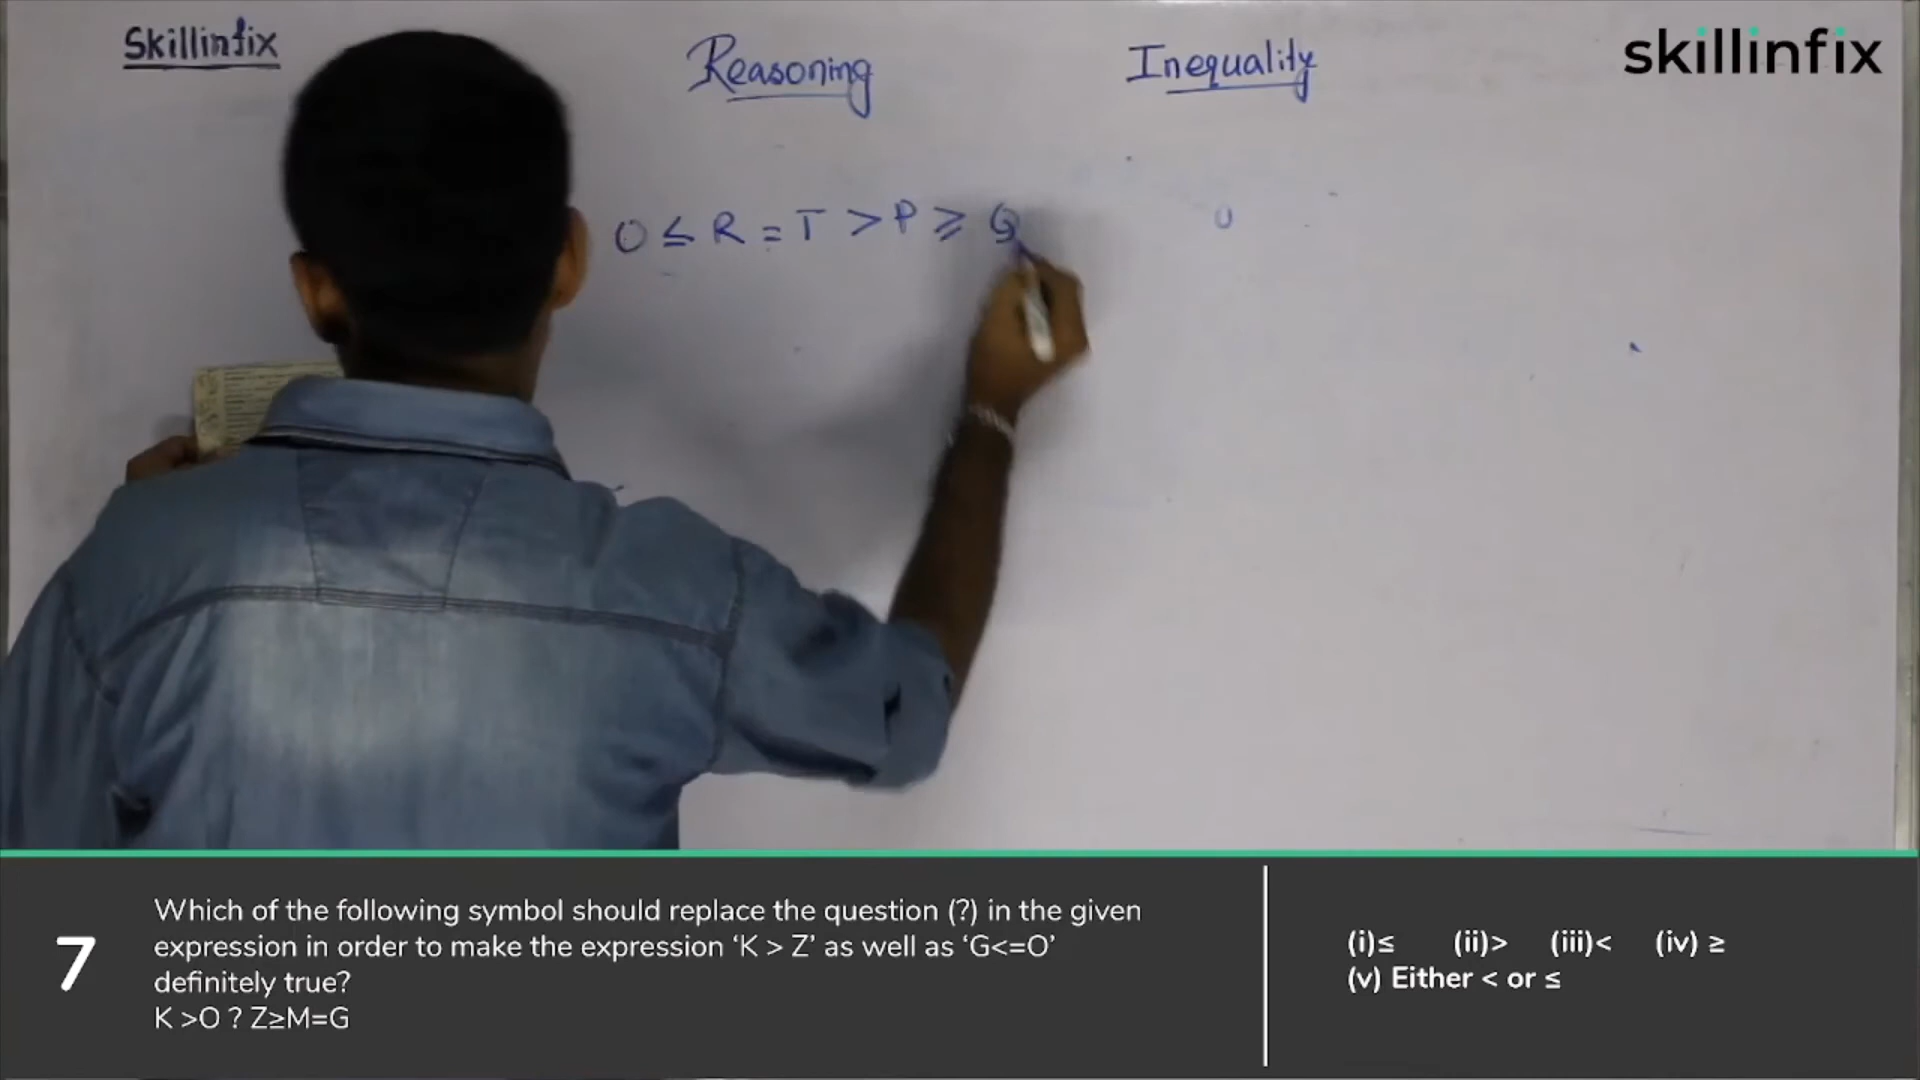 Skillinfix Reasoning Inequality skillinfix
O ≤ R = T > P ≥ Q
7
Which of the following symbol should replace the question (?) in the given
expression in order to make the expression ‘K > Z’ as well as ‘G<=O’
definitely true?
K >O ? Z≥M=G
(i)≤ (ii)> (iii)< (iv) ≥
(v) Either < or ≤